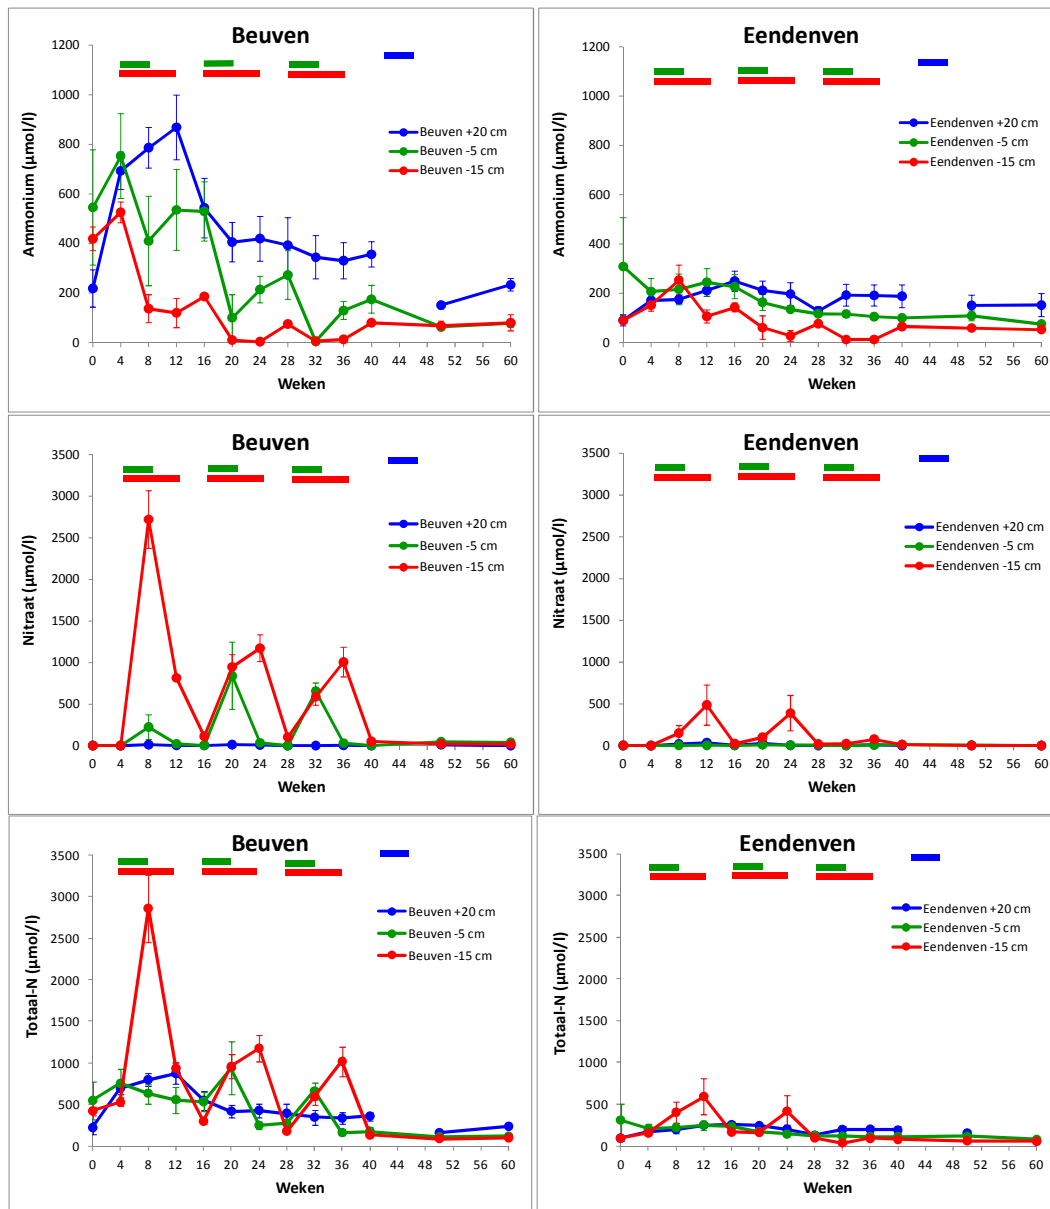 Beuven
1200
1000
800
600
400
200
0
Ammonium (µmol/l)
Beuven +20 cm
Beuven -5 cm
Beuven -15 cm
0 4 8 12 16 20 24 28 32 36 40 44 48 52 56 60
Weken
Eendenven
1200
1000
800
600
400
200
0
Ammonium (µmol/l)
Eendenven +20 cm
Eendenven -5 cm
Eendenven -15 cm
0 4 8 12 16 20 24 28 32 36 40 44 48 52 56 60
Weken
Beuven
3500
3000
2500
2000
1500
1000
500
0
Nitraat (µmol/l)
Beuven +20 cm
Beuven -5 cm
Beuven -15 cm
0 4 8 12 16 20 24 28 32 36 40 44 48 52 56 60
Weken
Eendenven
3500
3000
2500
2000
1500
1000
500
0
Nitraat (µmol/l)
Eendenven +20 cm
Eendenven -5 cm
Eendenven -15 cm
0 4 8 12 16 20 24 28 32 36 40 44 48 52 56 60
Weken
Beuven
3500
3000
2500
2000
1500
1000
500
0
Totaal-N (µmol/l)
Beuven +20 cm
Beuven -5 cm
Beuven -15 cm
0 4 8 12 16 20 24 28 32 36 40 44 48 52 56 60
Weken
Eendenven
3500
3000
2500
2000
1500
1000
500
0
Totaal-N (µmol/l)
Eendenven +20 cm
Eendenven -5 cm
Eendenven -15 cm
0 4 8 12 16 20 24 28 32 36 40 44 48 52 56 60
Weken